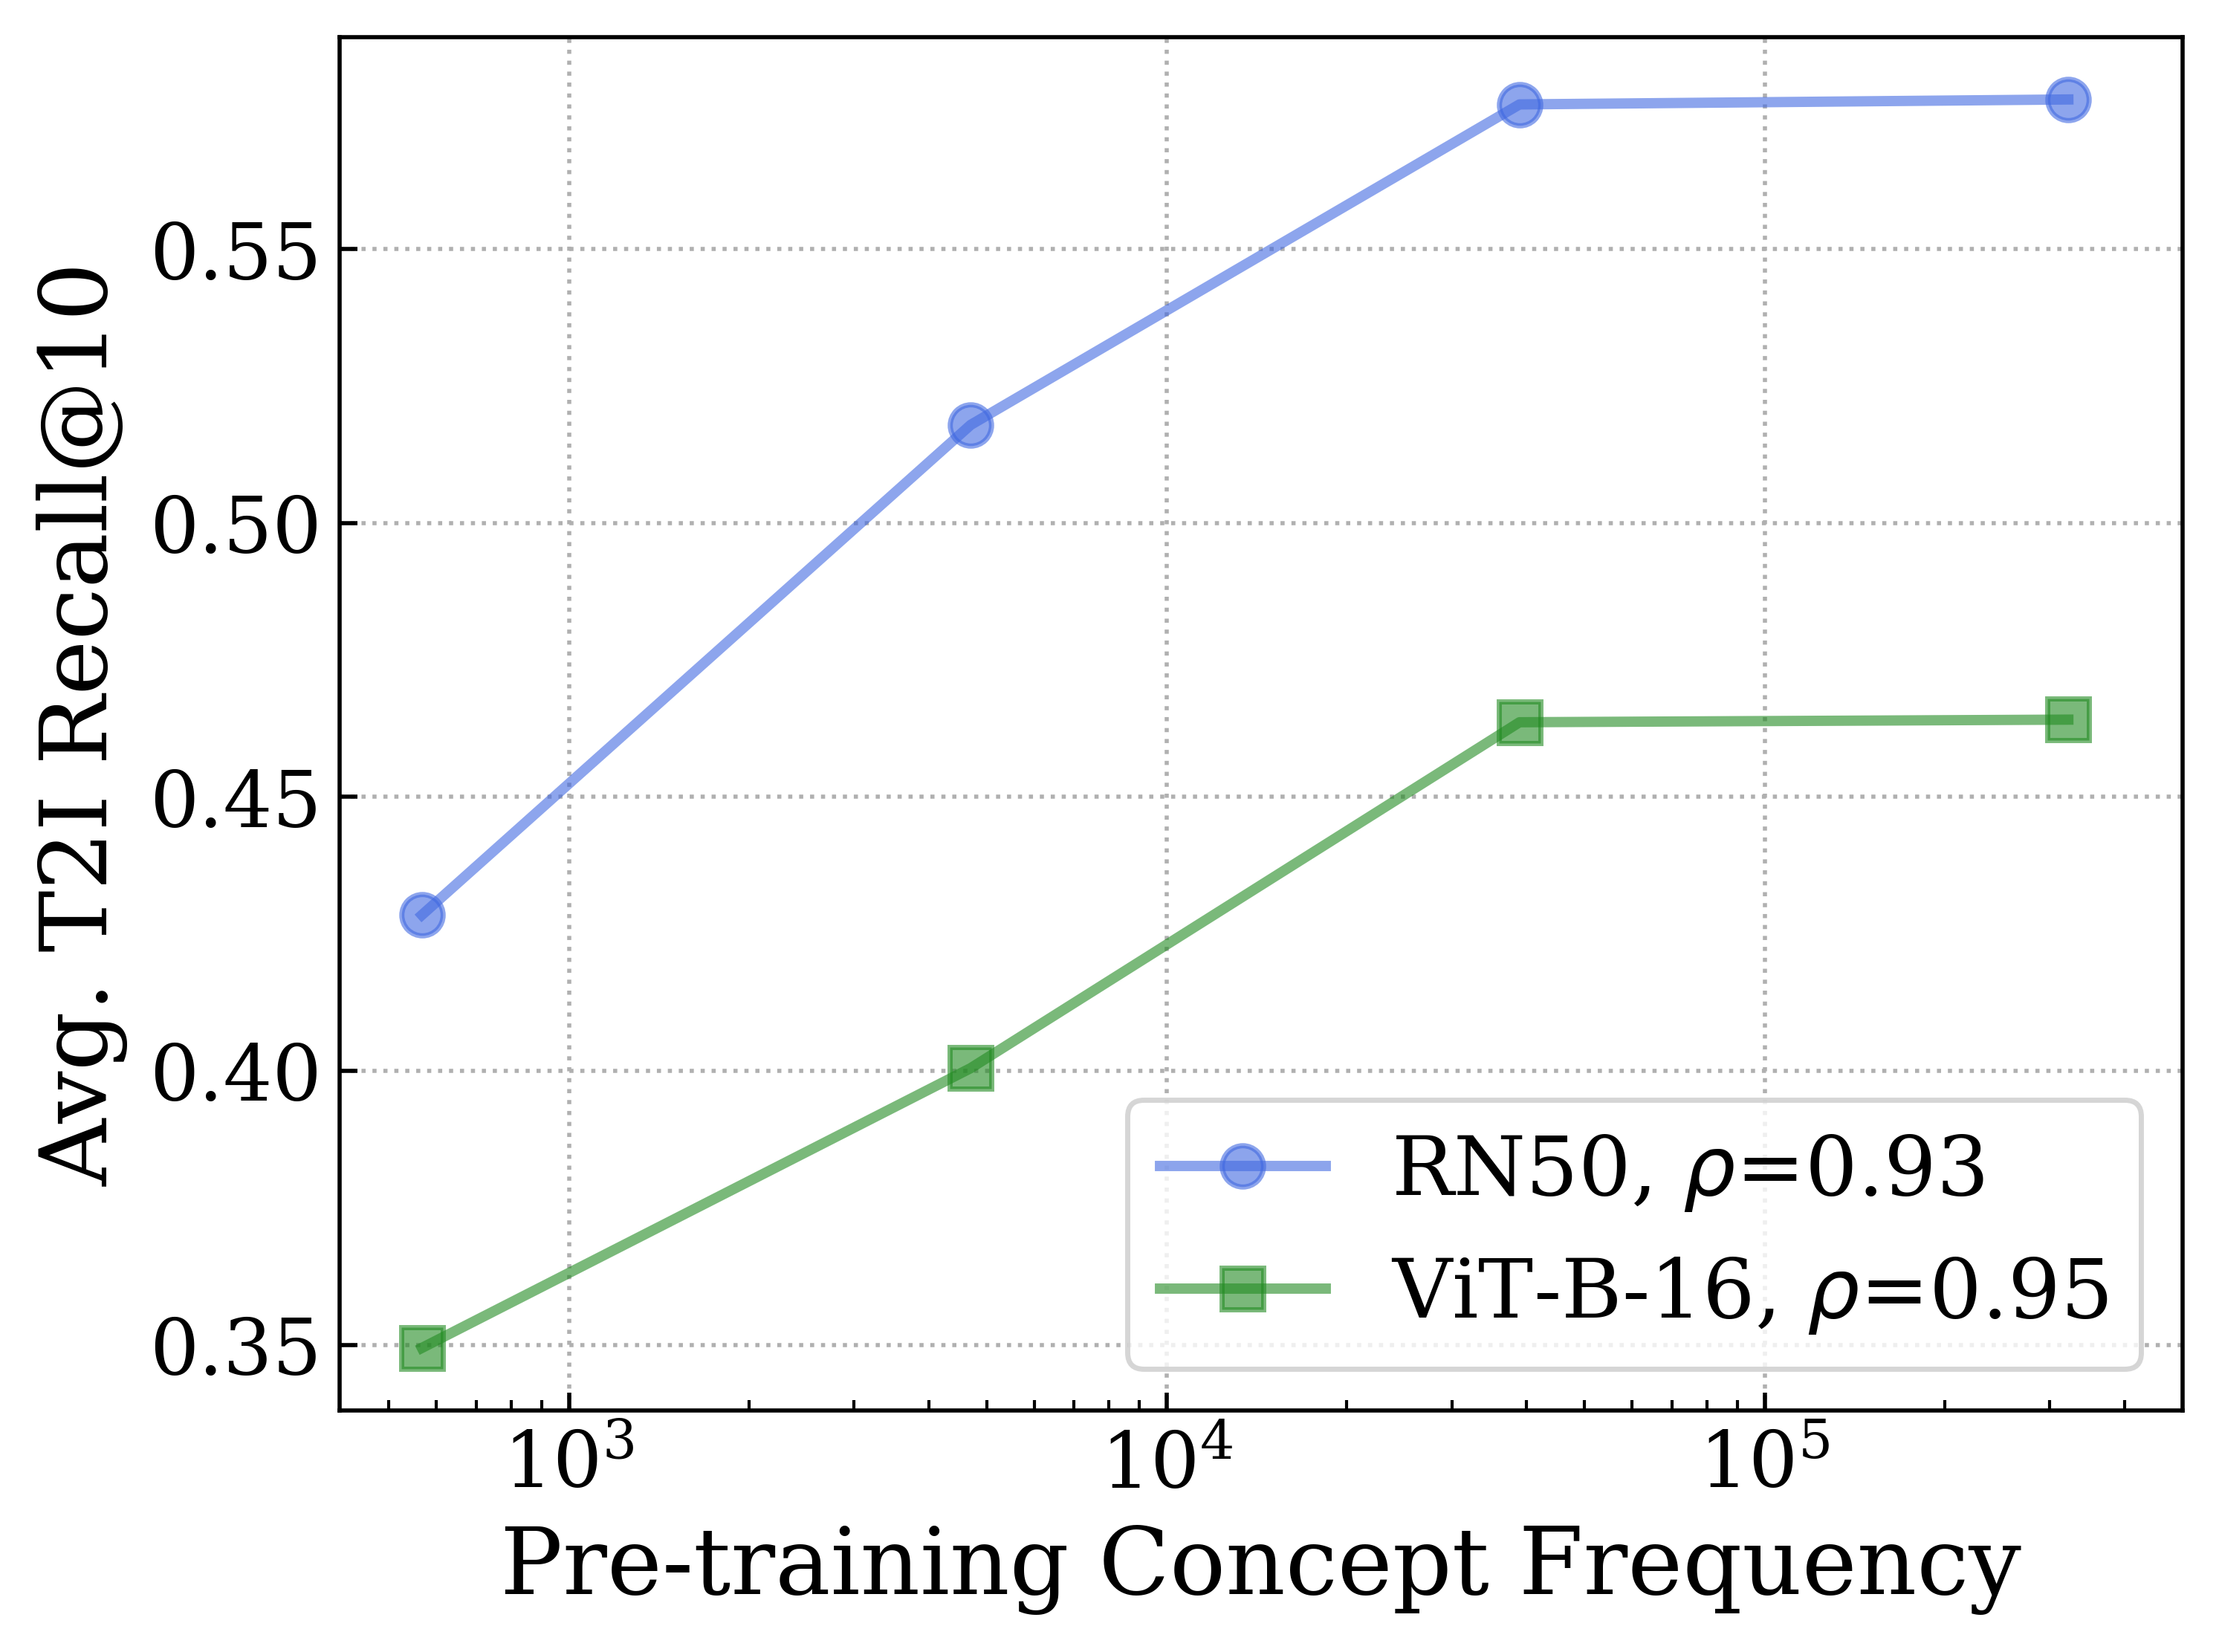 Avg. T2I Recall@10
0.55
0.50
0.45
0.40
0.35
RN50, ρ=0.93
ViT-B-16, ρ=0.95
10³
10⁴
10⁵
Pre-training Concept Frequency